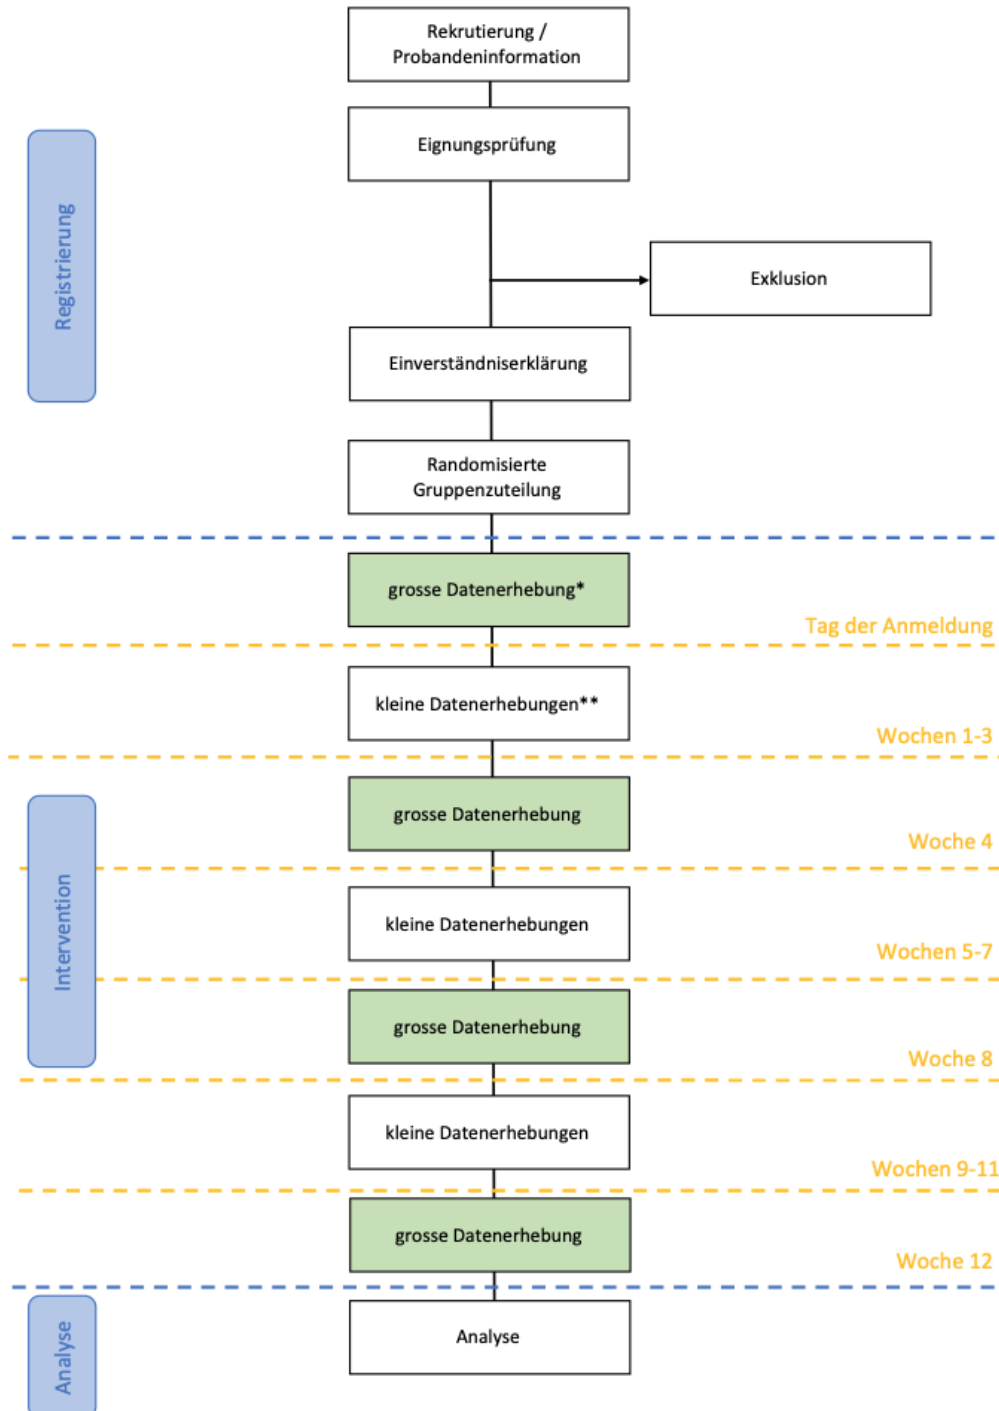 Rekrutierung /
Probandeninformation
Eignungsprüfung
Registrierung
Exklusion
Einverständniserklärung
Randomisierte
Gruppenzuteilung
grosse Datenerhebung*
Tag der Anmeldung
kleine Datenerhebungen**
Wochen 1-3
grosse Datenerhebung
Woche 4
Intervention
kleine Datenerhebungen
Wochen 5-7
grosse Datenerhebung
Woche 8
kleine Datenerhebungen
Wochen 9-11
grosse Datenerhebung
Woche 12
Analyse
Analyse